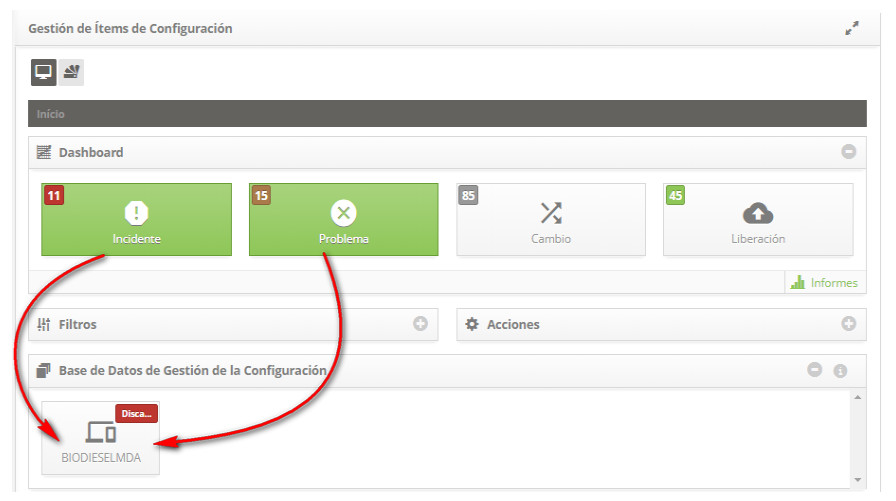 Gestión de Ítems de Configuración
Início
Dashboard
11
Incidente
15
Problema
85
Cambio
45
Liberación
Informes
Filtros
Acciones
Base de Datos de Gestión de la Configuración
Disca...
BIODIESELMDA